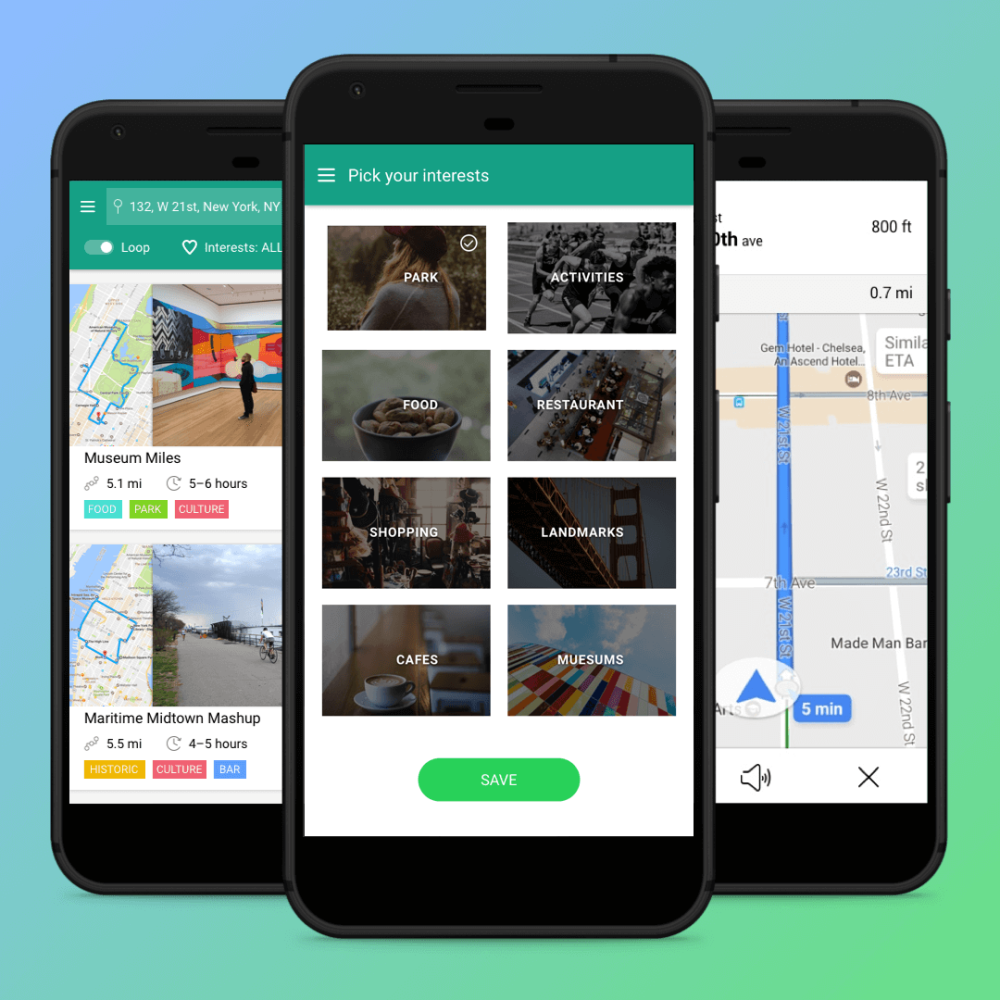 132, W 21st, New York, NY
Loop
Interests: ALL
Museum Miles
5.1 mi 5–6 hours
FOOD PARK CULTURE
Maritime Midtown Mashup
5.5 mi 4–5 hours
HISTORIC CULTURE BAR
Pick your interests
PARK ACTIVITIES
FOOD RESTAURANT
SHOPPING LANDMARKS
CAFES MUESUMS
SAVE
st
0th ave 800 ft
0.7 mi
Gem Hotel - Chelsea,
An Ascend Hotel...
Simila
ETA
8th Ave
W 21st St
2
sl
W 22nd St
23rd St
7th Ave
W 21st St
Made Man Bar
W 22nd St
Arts
5 min